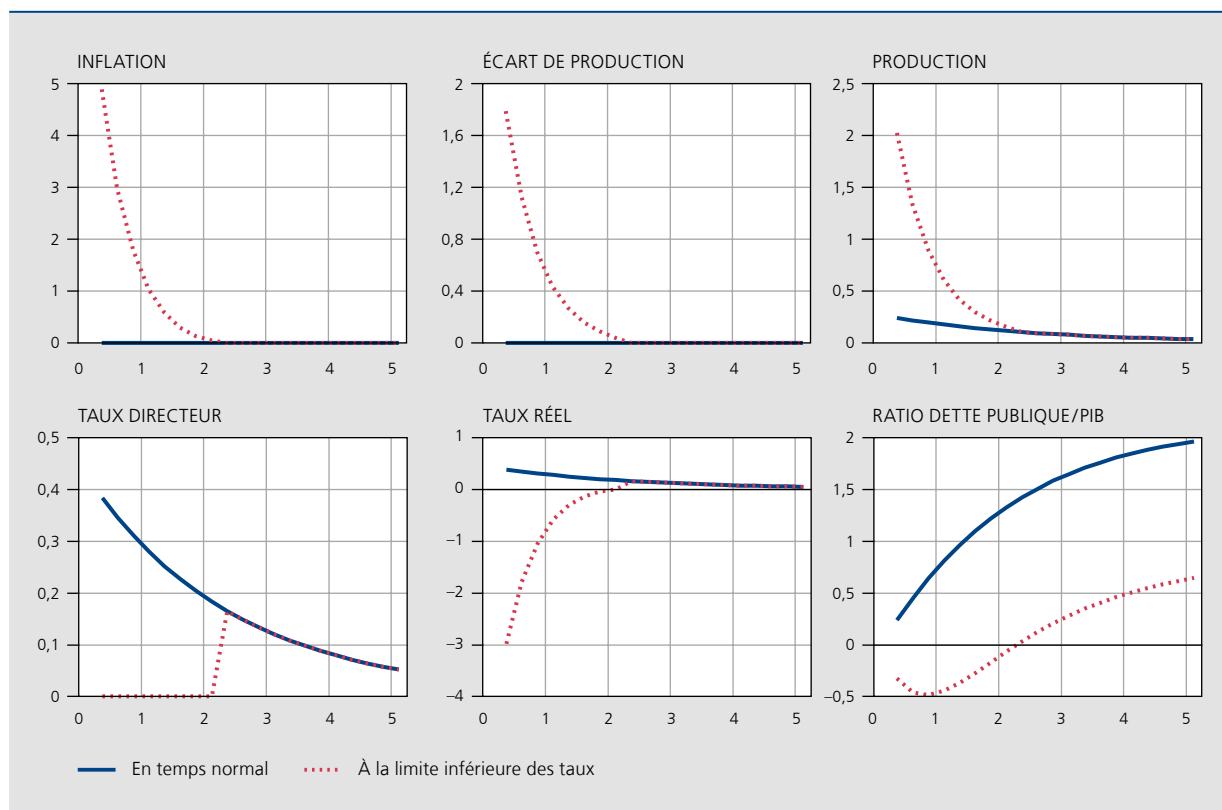 INFLATION
5
4
3
2
1
0
0 1 2 3 4 5
ÉCART DE PRODUCTION
2
1,6
1,2
0,8
0,4
0
0 1 2 3 4 5
PRODUCTION
2,5
2
1,5
1
0,5
0
0 1 2 3 4 5
TAUX DIRECTEUR
0,5
0,4
0,3
0,2
0,1
0
0 1 2 3 4 5
TAUX RÉEL
1
0
−1
−2
−3
−4
0 1 2 3 4 5
RATIO DETTE PUBLIQUE/PIB
2
1,5
1
0,5
0
−0,5
0 1 2 3 4 5
En temps normal
À la limite inférieure des taux